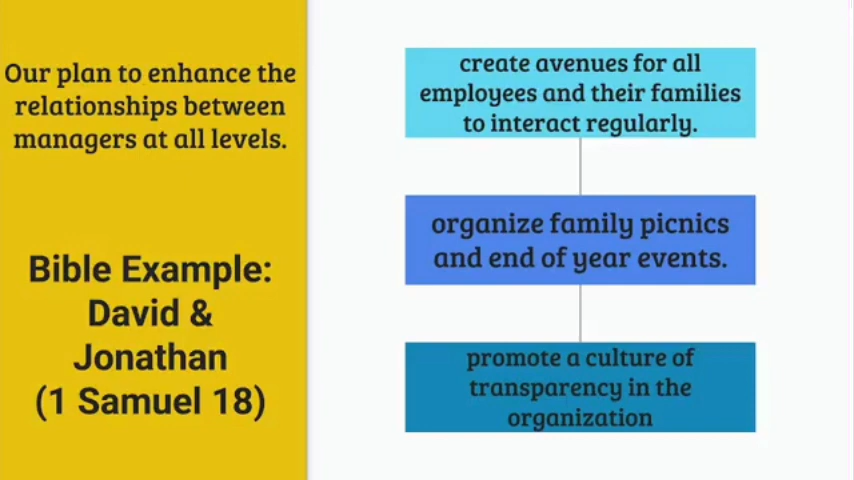 Our plan to enhance the
relationships between
managers at all levels.
Bible Example:
David &
Jonathan
(1 Samuel 18)
create avenues for all
employees and their families
to interact regularly.
organize family picnics
and end of year events.
promote a culture of
transparency in the
organization